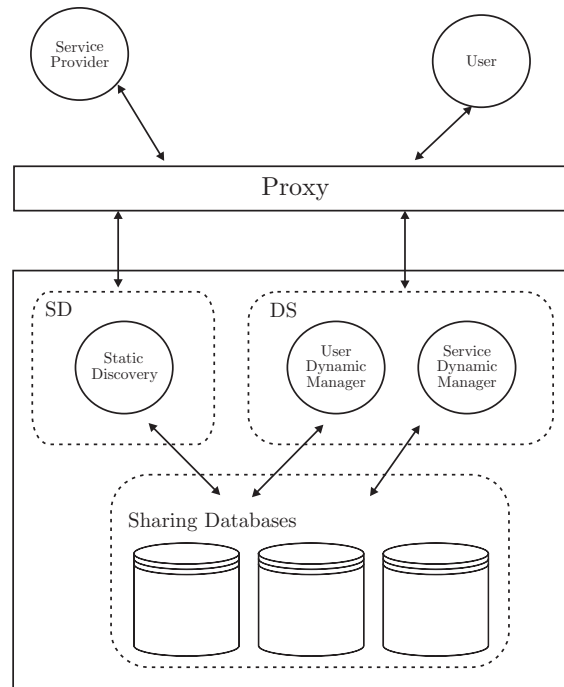 Service
Provider
User
Proxy
SD
DS
Static
Discovery
User
Dynamic
Manager
Service
Dynamic
Manager
Sharing Databases